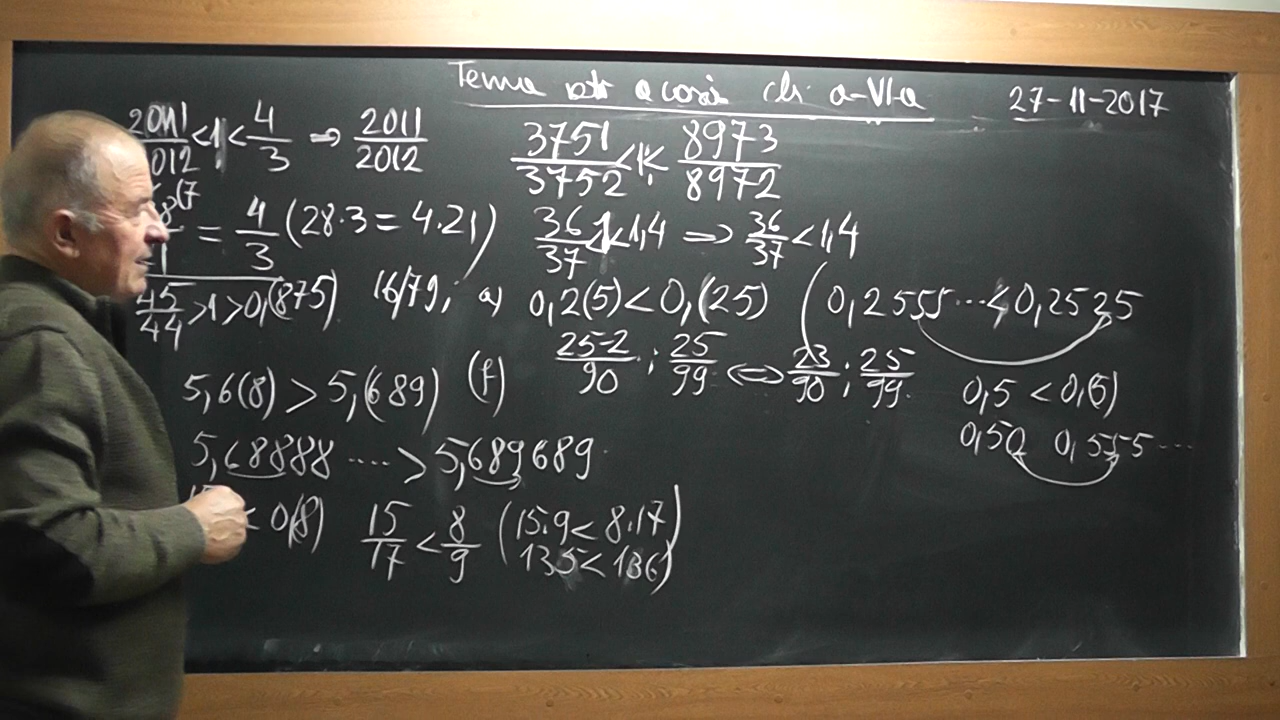 Tema ptr acasă cls a-VI-a 27-11-2017
2011/2012 < 1 < 4/3 ⇒ 2011/2012 3751/3752 < 1 < 8973/8972
= 4/3 (28·3 = 4·21) 36/37 < 1 < 1,4 ⇒ 36/37 < 1,4
45/44 > 1 > 0,(875) 16/79; a) 0,2(5) < 0,(25) (0,2555... < 0,2525
25-2/90 ; 25/99 ⇔ 23/90 ; 25/99
5,6(8) > 5,(689) (f) 0,5 < 0,(5)
5,68888 .... > 5,689689. 0,50 0,555...
< 0,(8) 15/17 < 8/9 (15·9 < 8·17)
135 < 136)